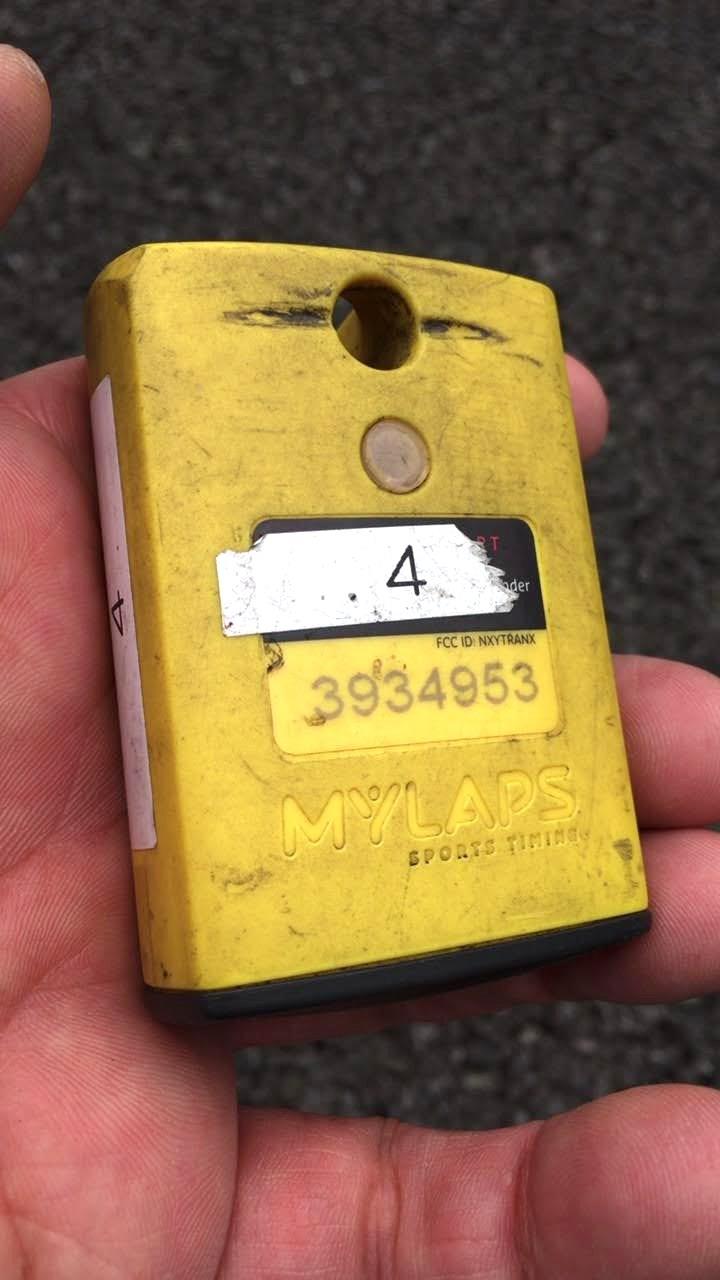 4
FCC ID: NXYTRANX
3934953
MYLAPS
SPORTS TIMING
4